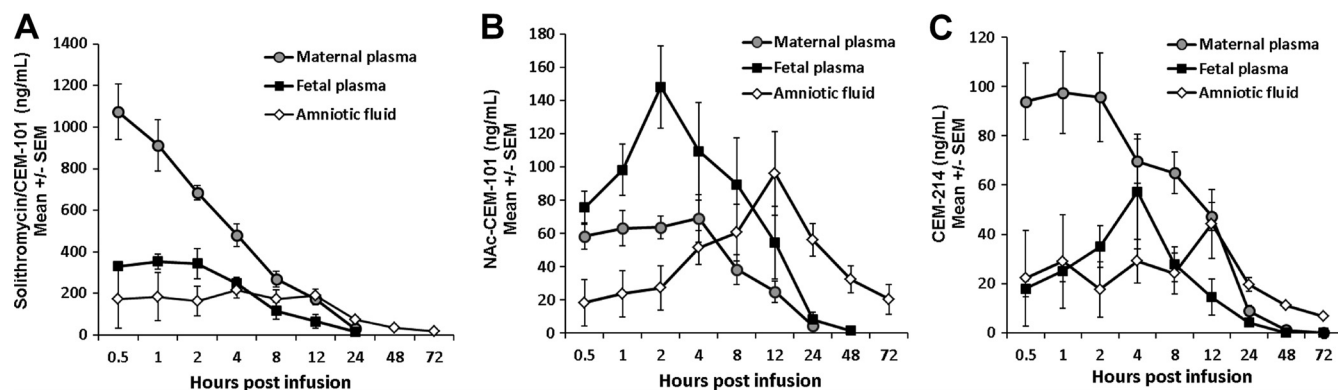 A
Solithromycin/CEM-101 (ng/mL)
Mean +/- SEM
1400
1200
1000
800
600
400
200
0
Maternal plasma
Fetal plasma
Amniotic fluid
0.5 1 2 4 8 12 24 48 72
Hours post infusion
B
NAc-CEM-101 (ng/mL)
Mean +/- SEM
180
160
140
120
100
80
60
40
20
0
Maternal plasma
Fetal plasma
Amniotic fluid
0.5 1 2 4 8 12 24 48 72
Hours post infusion
C
CEM-214 (ng/mL)
Mean +/- SEM
120
100
80
60
40
20
0
Maternal plasma
Fetal plasma
Amniotic fluid
0.5 1 2 4 8 12 24 48 72
Hours post infusion